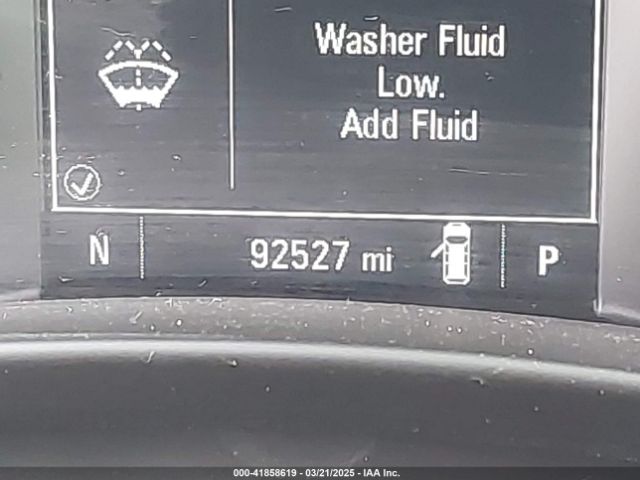 Washer Fluid
Low.
Add Fluid
N 92527 mi P
000-41858619 - 03/21/2025 - IAA Inc.